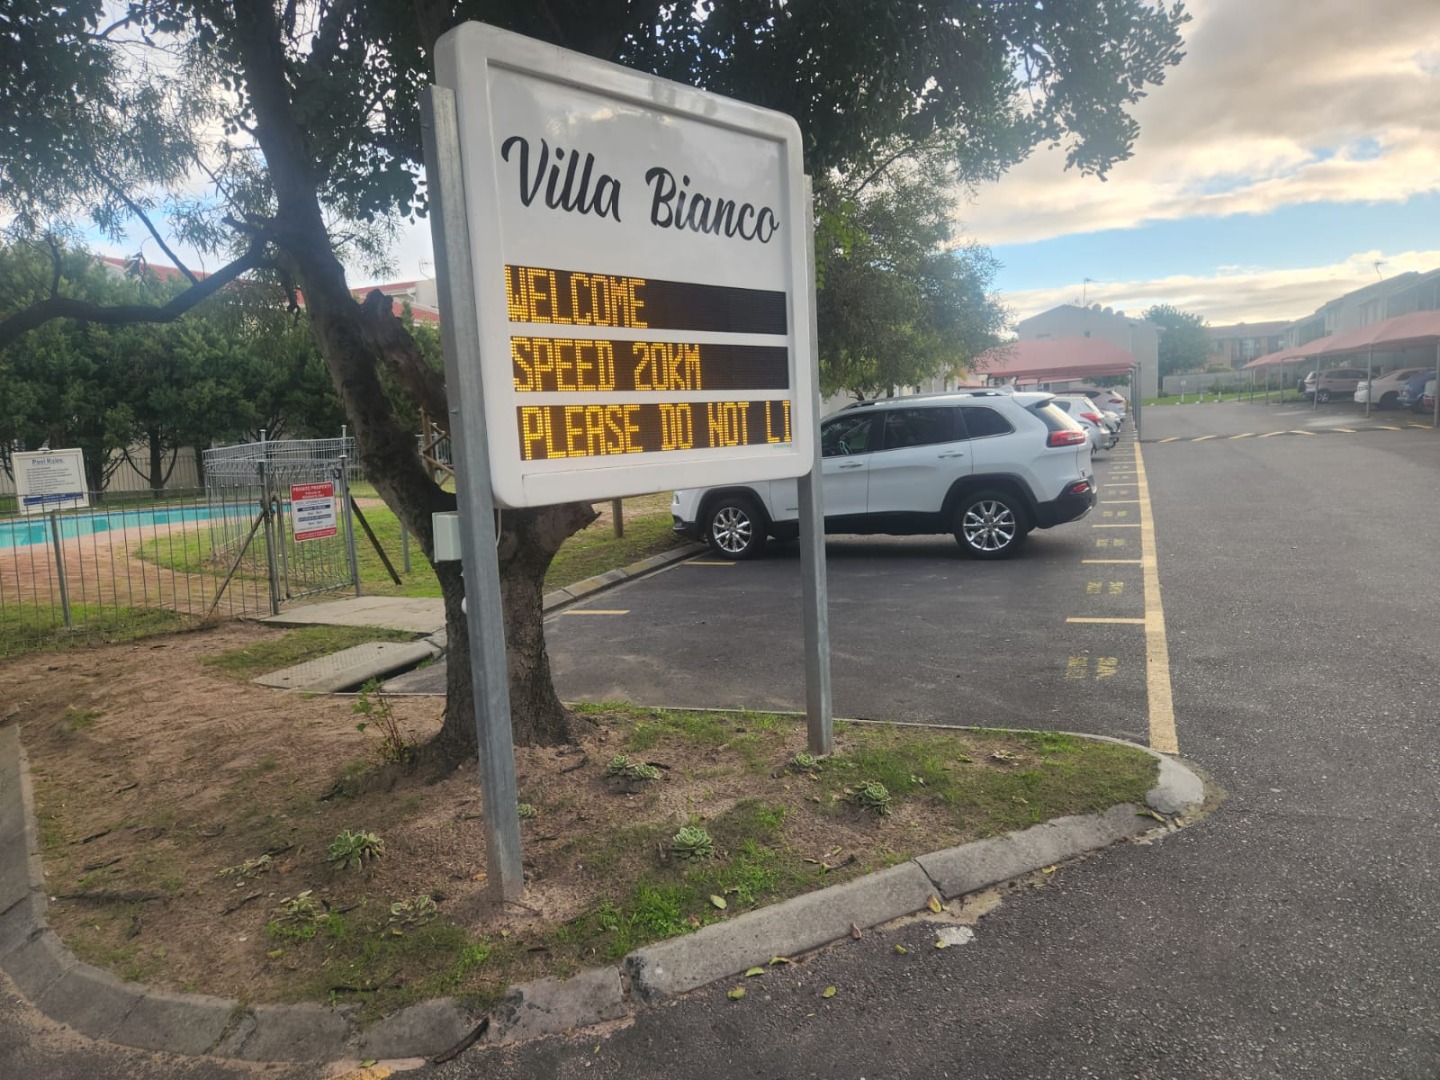 Villa Bianco
WELCOME
SPEED 20KM
PLEASE DO NOT LI
Pool Rules
PRIVATE PROPERTY